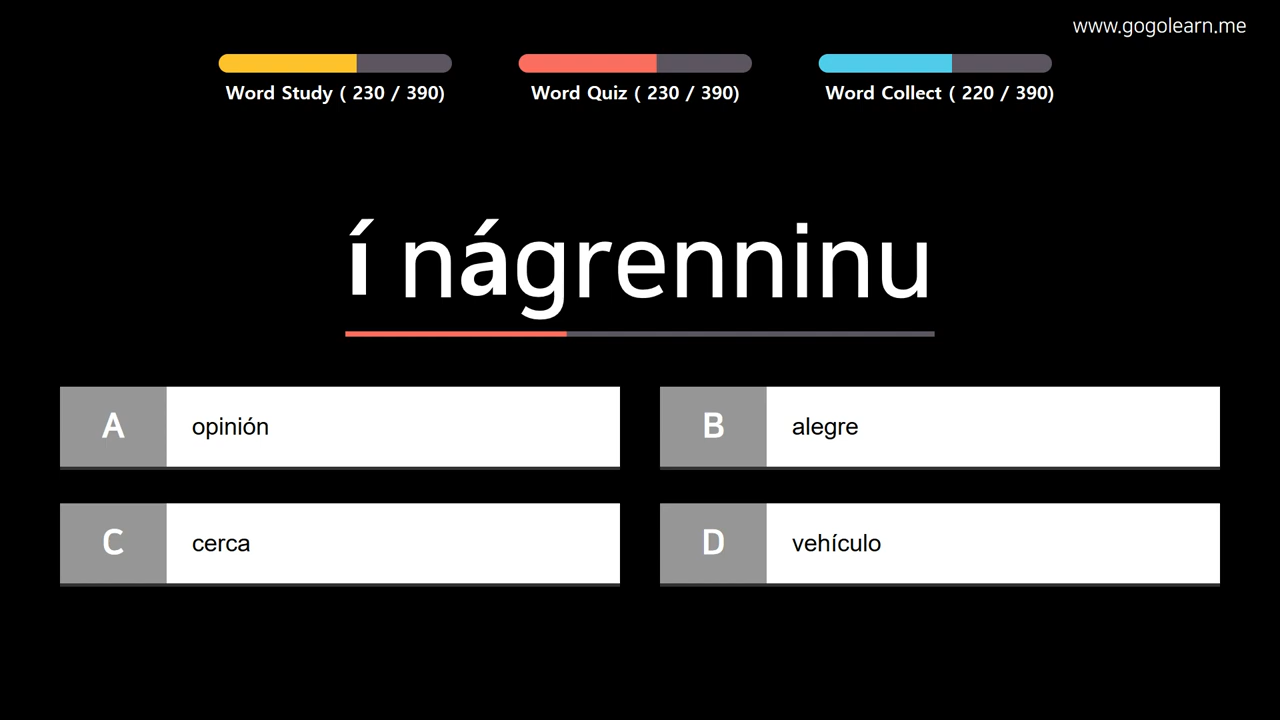 www.gogolearn.me
Word Study ( 230 / 390)
Word Quiz ( 230 / 390)
Word Collect ( 220 / 390)
í nágrenninu
A opinión
B alegre
C cerca
D vehículo